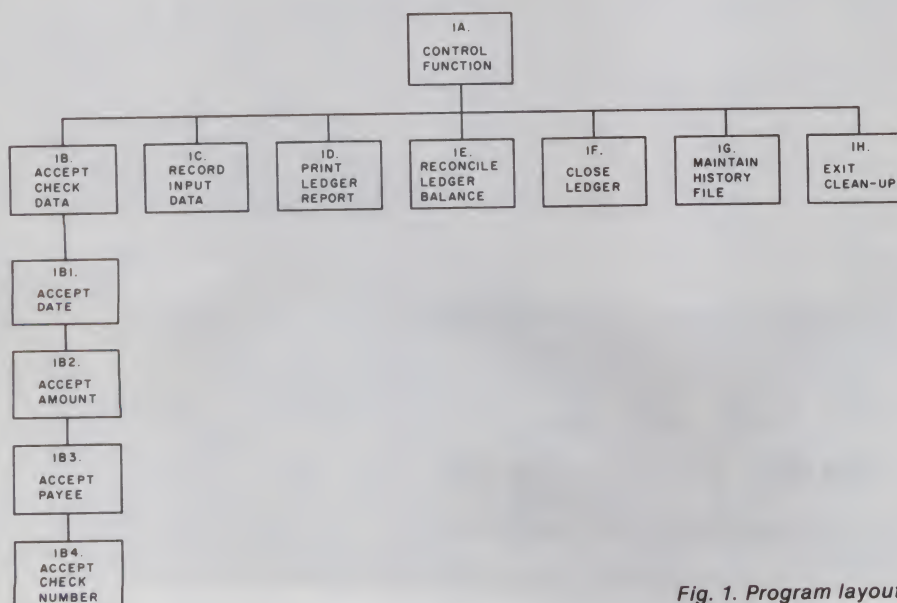 IA.
CONTROL
FUNCTION
IB.
ACCEPT
CHECK
DATA
IC.
RECORD
INPUT
DATA
ID.
PRINT
LEDGER
REPORT
IE.
RECONCILE
LEDGER
BALANCE
IF.
CLOSE
LEDGER
IG.
MAINTAIN
HISTORY
FILE
IH.
EXIT
CLEAN-UP
IBI.
ACCEPT
DATE
IB2.
ACCEPT
AMOUNT
IB3.
ACCEPT
PAYEE
IB4.
ACCEPT
CHECK
NUMBER
Fig. 1. Program layout